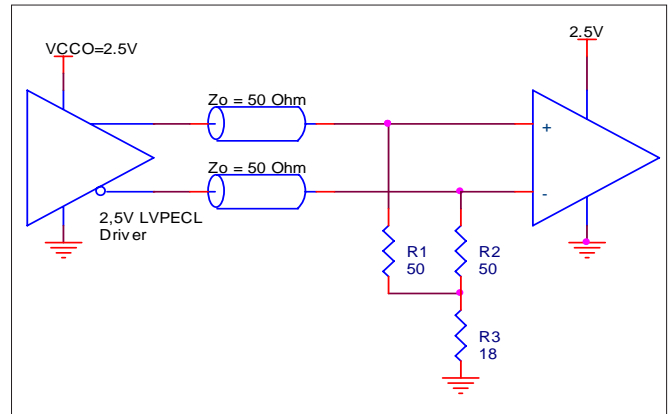 VCCO=2.5V
2.5V
Zo = 50 Ohm
+
Zo = 50 Ohm
-
2,5V LVPECL
Driver
R1
50
R2
50
R3
18